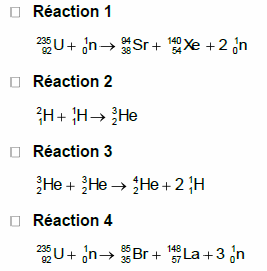 □ Réaction 1
²³⁵₉₂U + ¹₀n → ⁹⁴₃₈Sr + ¹⁴⁰₅₄Xe + 2 ¹₀n
□ Réaction 2
²₁H + ¹₁H → ³₂He
□ Réaction 3
³₂He + ³₂He → ⁴₂He + 2 ¹₁H
□ Réaction 4
²³⁵₉₂U + ¹₀n → ⁸⁵₃₅Br + ¹⁴⁸₅₇La + 3 ¹₀n